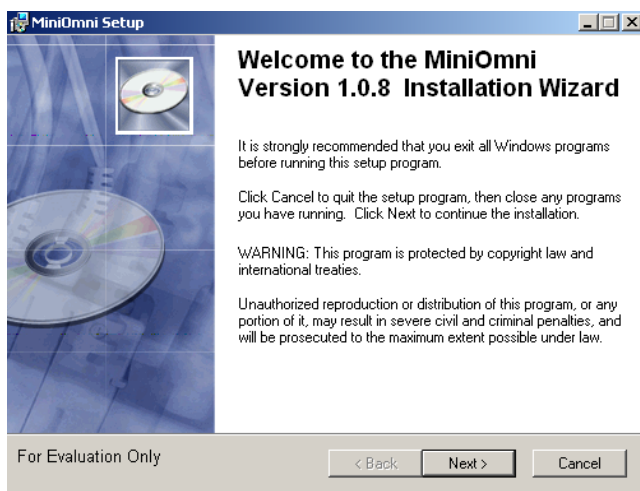 MiniOmni Setup
Welcome to the MiniOmni
Version 1.0.8 Installation Wizard
It is strongly recommended that you exit all Windows programs
before running this setup program.
Click Cancel to quit the setup program, then close any programs
you have running. Click Next to continue the installation.
WARNING: This program is protected by copyright law and
international treaties.
Unauthorized reproduction or distribution of this program, or any
portion of it, may result in severe civil and criminal penalties, and
will be prosecuted to the maximum extent possible under law.
For Evaluation Only
< Back
Next >
Cancel